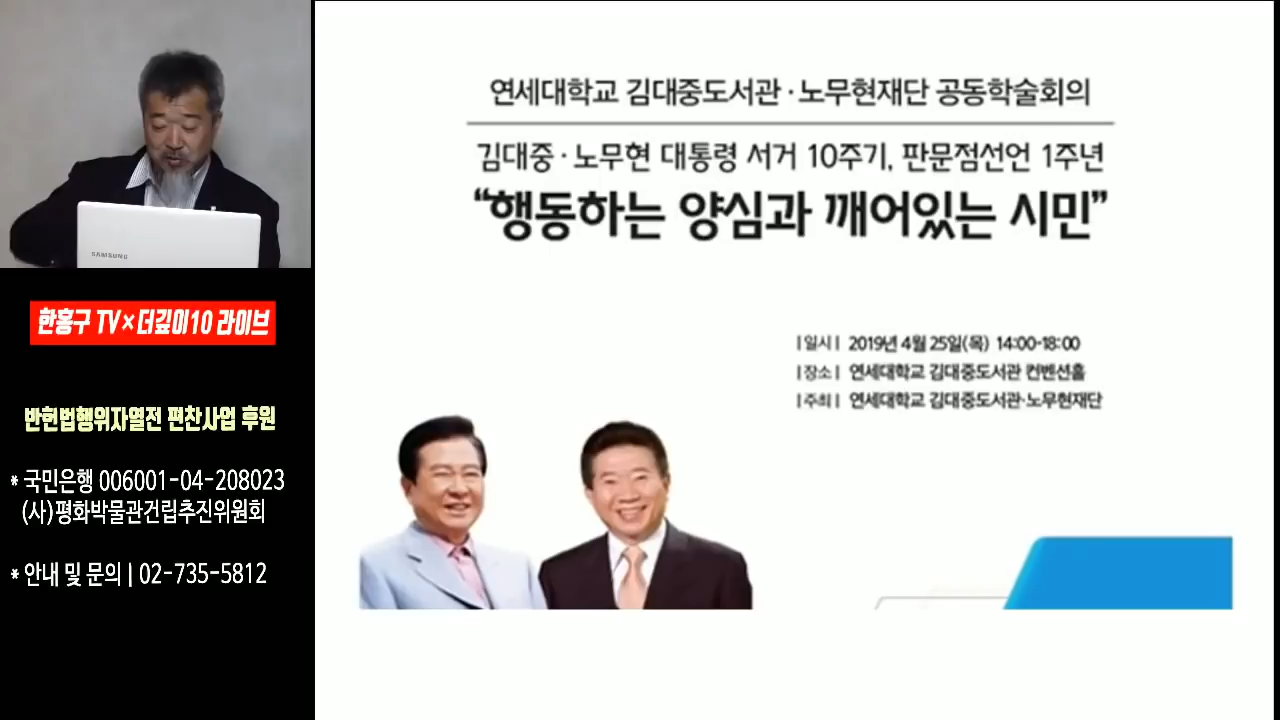 SAMSUNG
한홍구 TV×더깊이10 라이브
반헌법행위자열전 편찬사업 후원
* 국민은행 006001-04-208023
(사)평화박물관건립추진위원회
* 안내 및 문의 | 02-735-5812
연세대학교 김대중도서관·노무현재단 공동학술회의
김대중·노무현 대통령 서거 10주기, 판문점선언 1주년
“행동하는 양심과 깨어있는 시민”
|일시| 2019년 4월 25일(목) 14:00-18:00
|장소| 연세대학교 김대중도서관 컨벤션홀
|주최| 연세대학교 김대중도서관·노무현재단